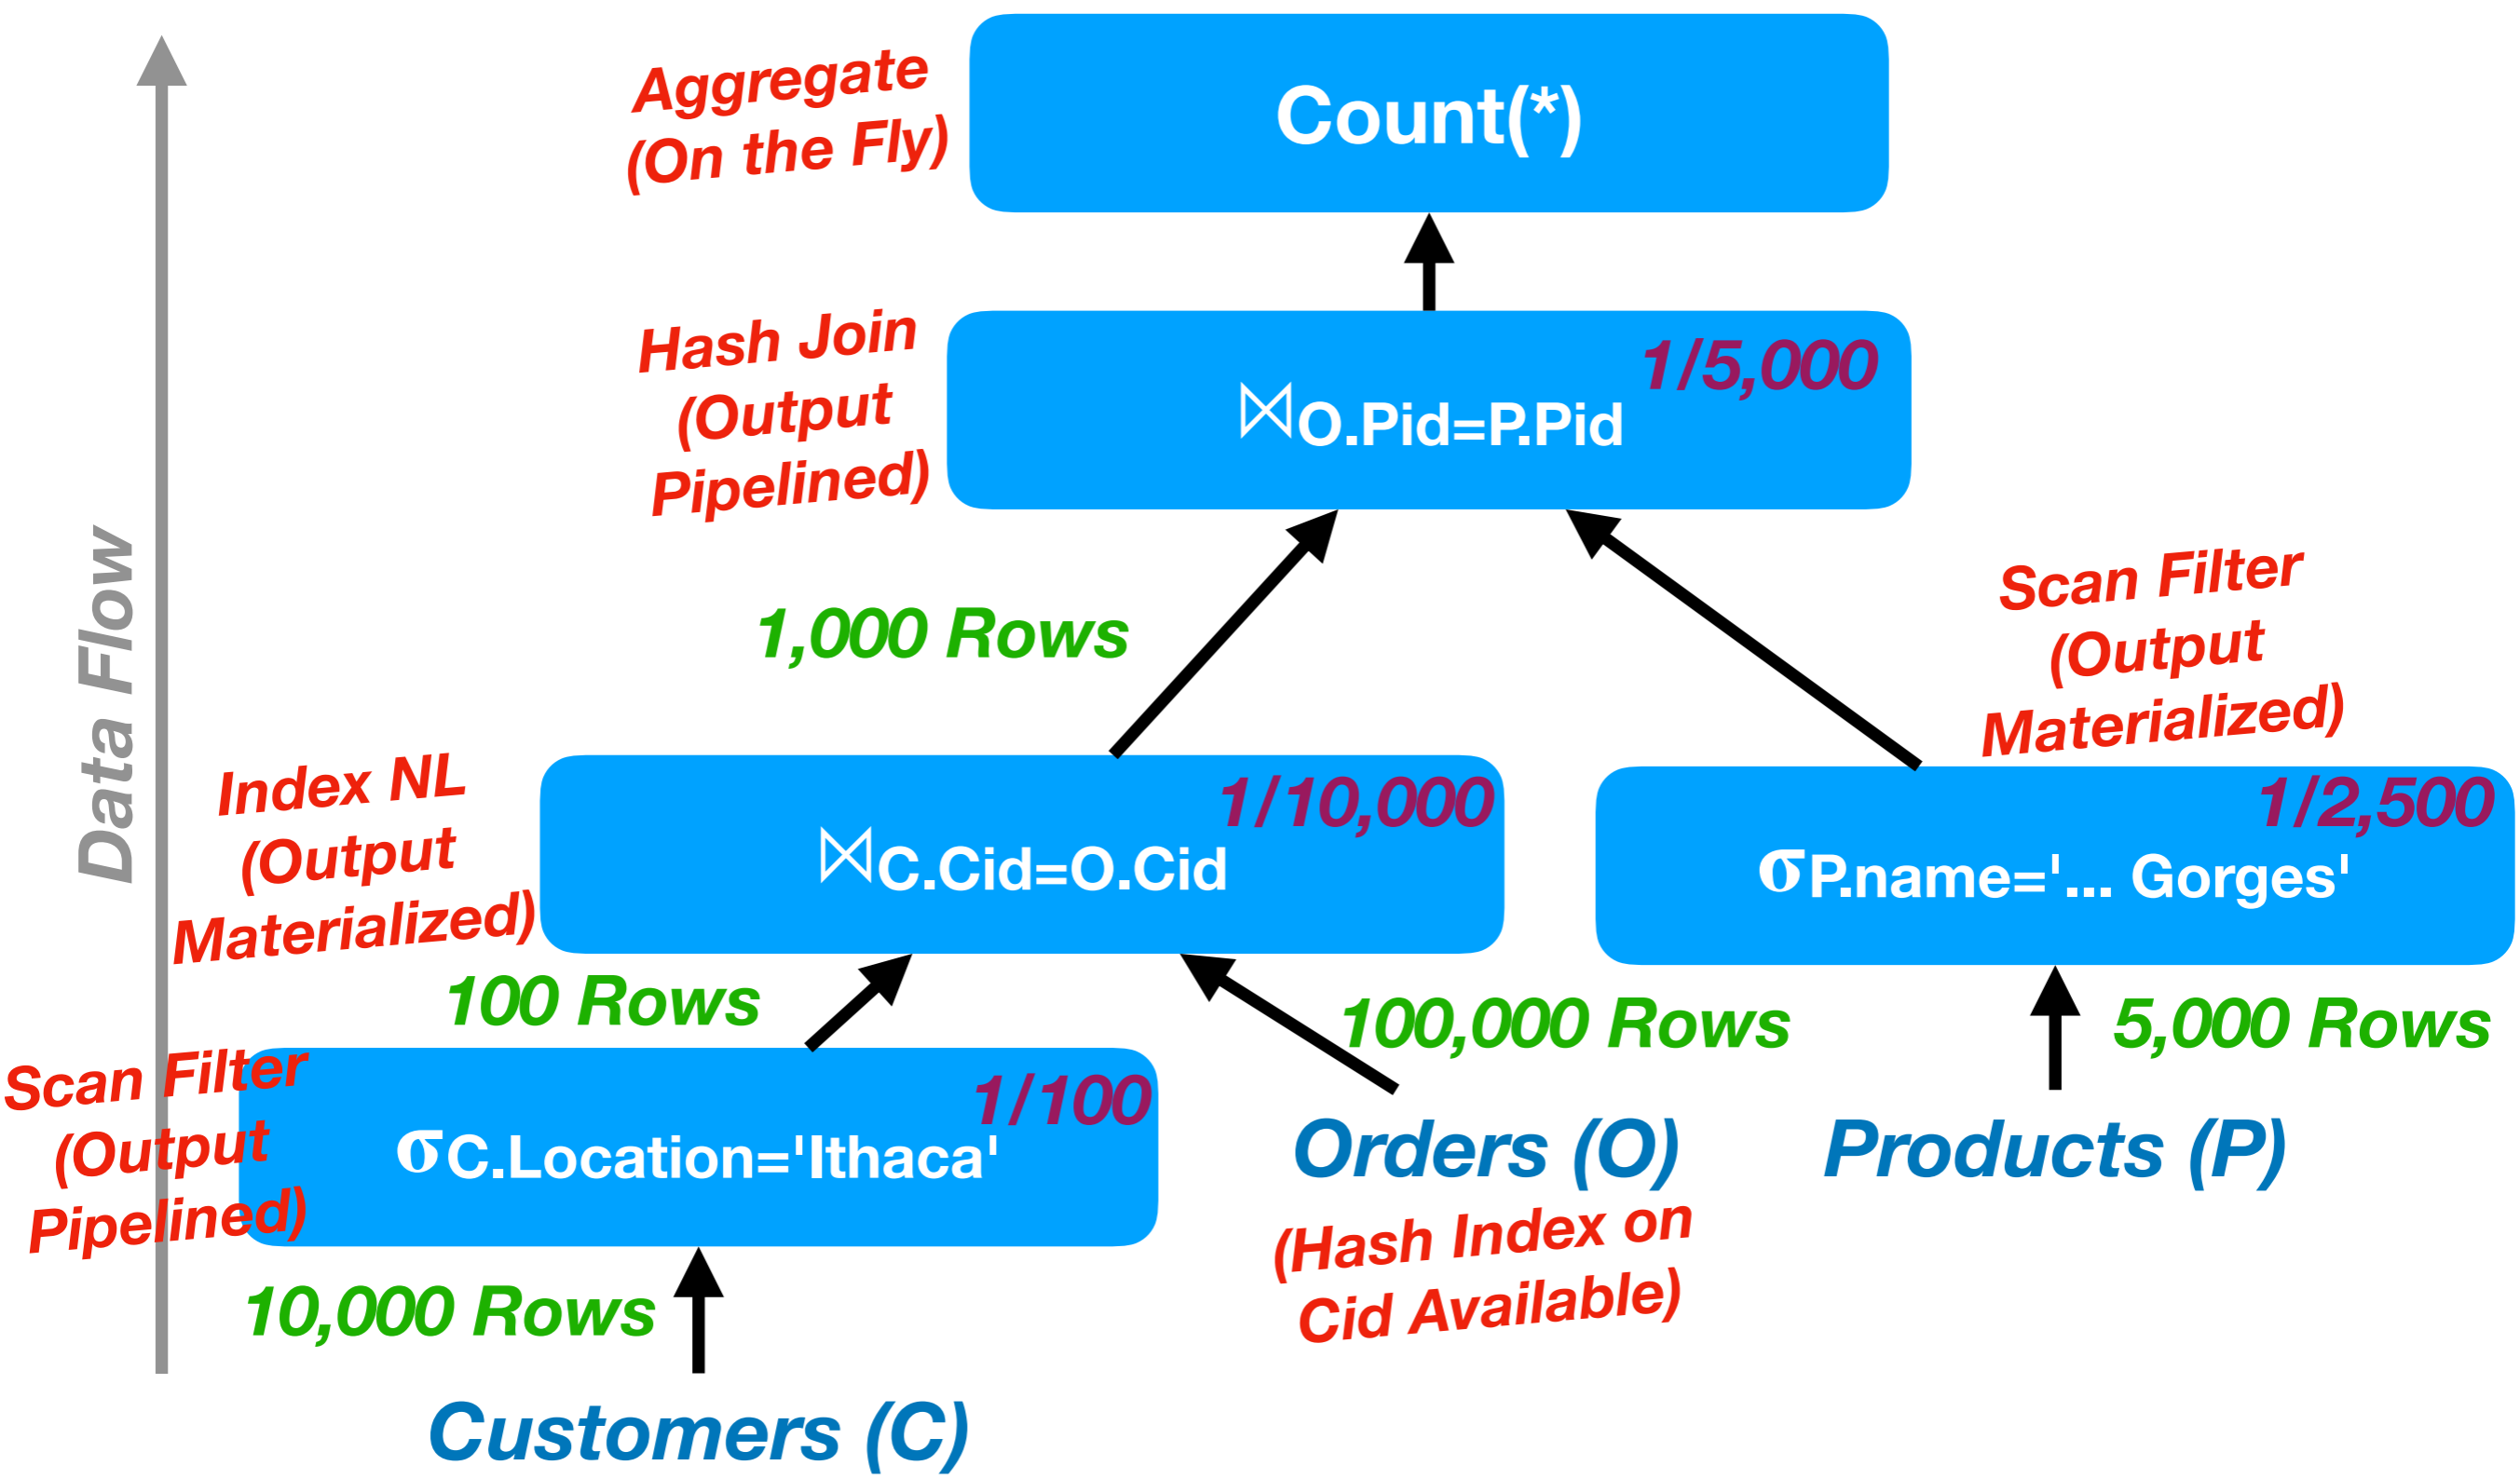 Aggregate
(On the Fly)
Count(*)
Hash Join
(Output
Pipelined)
1/5,000
⋈O.Pid=P.Pid
Data Flow
1,000 Rows
Scan Filter
(Output
Materialized)
Index NL
(Output
Materialized)
1/10,000
⋈C.Cid=O.Cid
1/2,500
σP.name='... Gorges'
100 Rows
100,000 Rows
5,000 Rows
Scan Filter
(Output
Pipelined)
1/100
σC.Location='Ithaca'
Orders (O)
(Hash Index on
Cid Available)
Products (P)
10,000 Rows
Customers (C)